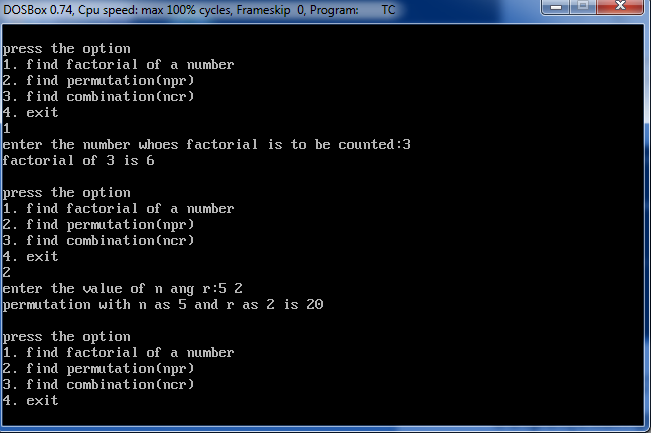 DOSBox 0.74, Cpu speed: max 100% cycles, Frameskip 0, Program: TC
press the option
1. find factorial of a number
2. find permutation(npr)
3. find combination(ncr)
4. exit
1
enter the number whoes factorial is to be counted:3
factorial of 3 is 6
press the option
1. find factorial of a number
2. find permutation(npr)
3. find combination(ncr)
4. exit
2
enter the value of n ang r:5 2
permutation with n as 5 and r as 2 is 20
press the option
1. find factorial of a number
2. find permutation(npr)
3. find combination(ncr)
4. exit